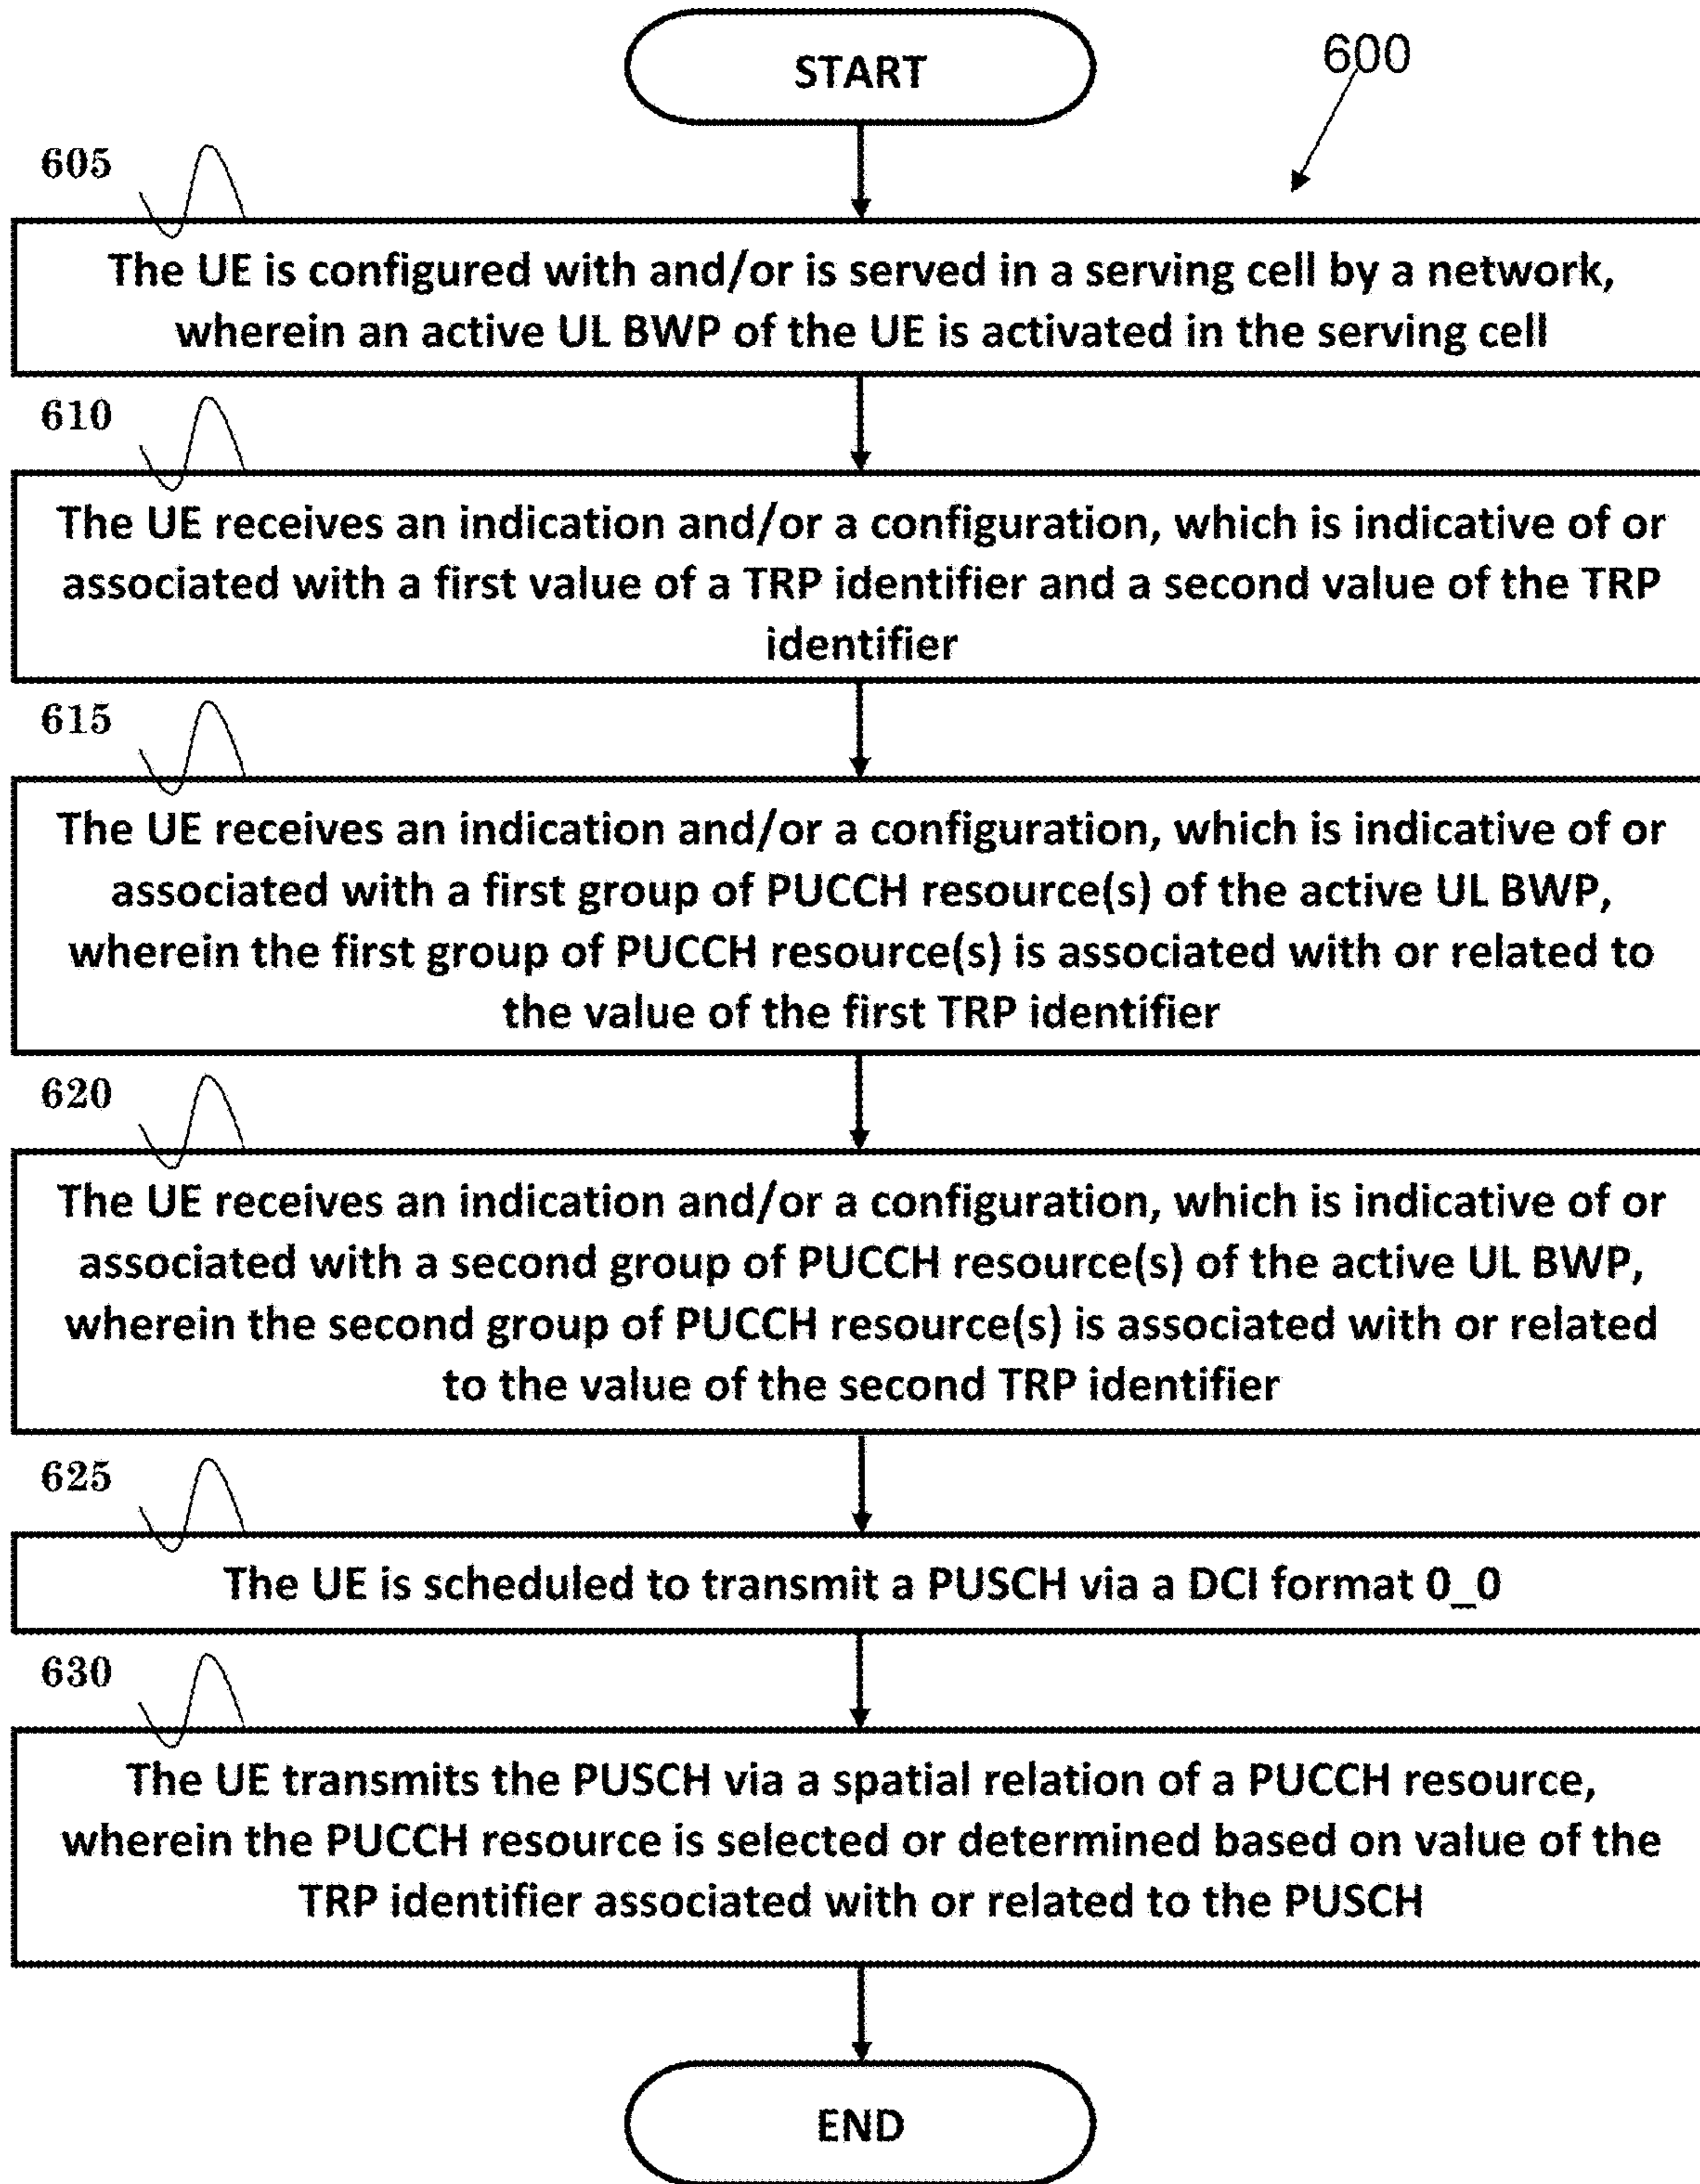 START
600
605
The UE is configured with and/or is served in a serving cell by a network,
wherein an active UL BWP of the UE is activated in the serving cell
610
The UE receives an indication and/or a configuration, which is indicative of or
associated with a first value of a TRP identifier and a second value of the TRP
identifier
615
The UE receives an indication and/or a configuration, which is indicative of or
associated with a first group of PUCCH resource(s) of the active UL BWP,
wherein the first group of PUCCH resource(s) is associated with or related to
the value of the first TRP identifier
620
The UE receives an indication and/or a configuration, which is indicative of or
associated with a second group of PUCCH resource(s) of the active UL BWP,
wherein the second group of PUCCH resource(s) is associated with or related
to the value of the second TRP identifier
625
The UE is scheduled to transmit a PUSCH via a DCI format 0_0
630
The UE transmits the PUSCH via a spatial relation of a PUCCH resource,
wherein the PUCCH resource is selected or determined based on value of the
TRP identifier associated with or related to the PUSCH
END